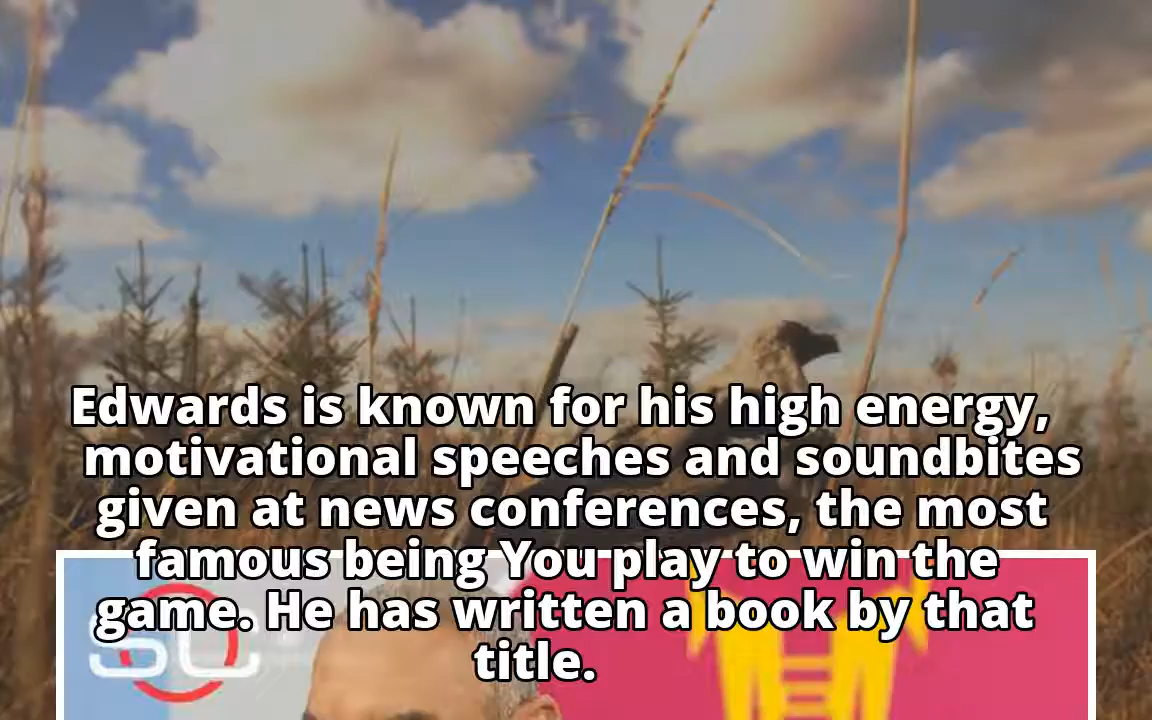 Edwards is known for his high energy,
motivational speeches and soundbites
given at news conferences, the most
famous being You play to win the
game. He has written a book by that
title.
SC